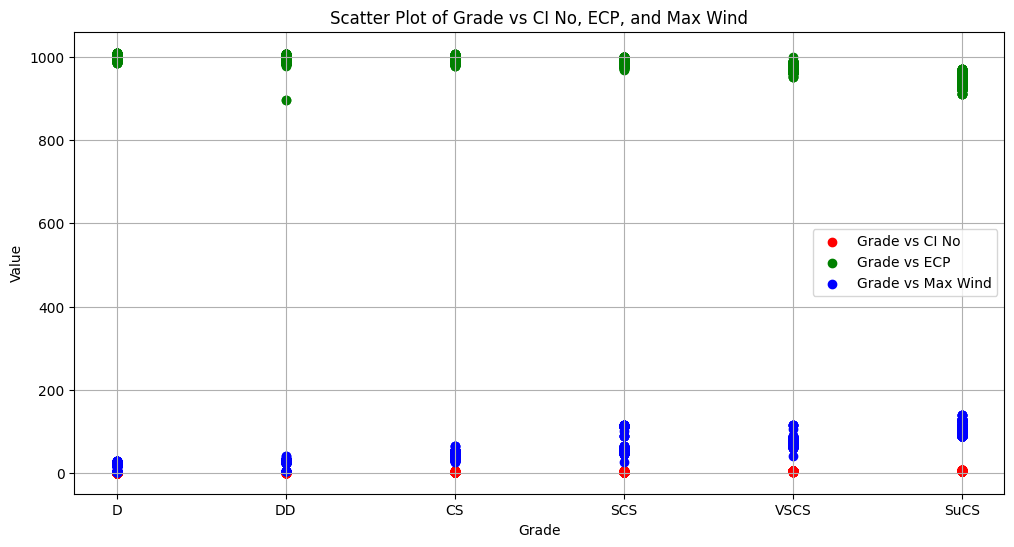 Scatter Plot of Grade vs CI No, ECP, and Max Wind
Value
1000
800
600
400
200
0
Grade vs CI No
Grade vs ECP
Grade vs Max Wind
D DD CS SCS VSCS SuCS
Grade